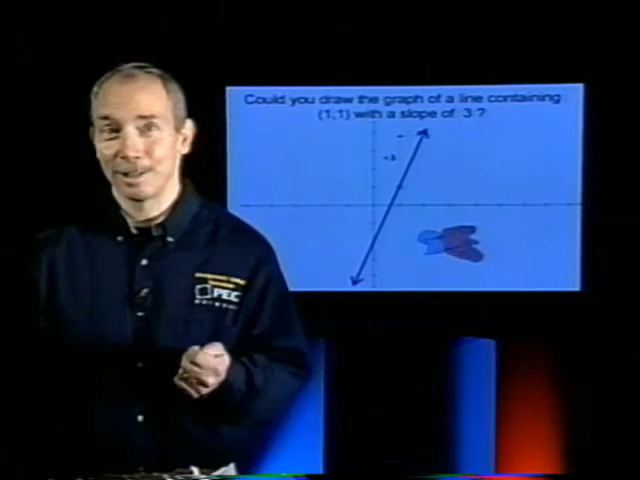 Could you draw the graph of a line containing
(1,1) with a slope of 3 ?
PEC